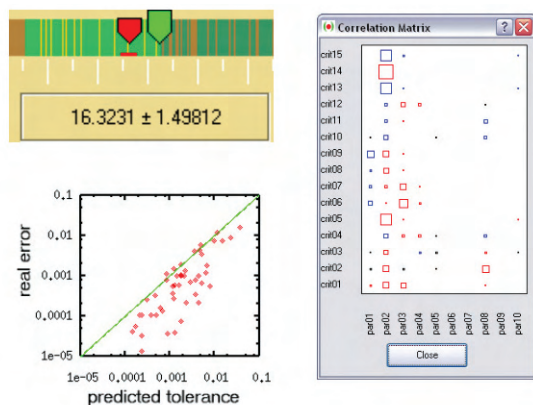 16.3231 ± 1.49812
0.1
0.01
0.001
0.0001
1e-05
1e-05 0.0001 0.001 0.01 0.1
real error
predicted tolerance
Correlation Matrix
crit15
crit14
crit13
crit12
crit11
crit10
crit09
crit08
crit07
crit06
crit05
crit04
crit03
crit02
crit01
par01 par02 par03 par04 par05 par06 par07 par08 par09 par10
Close